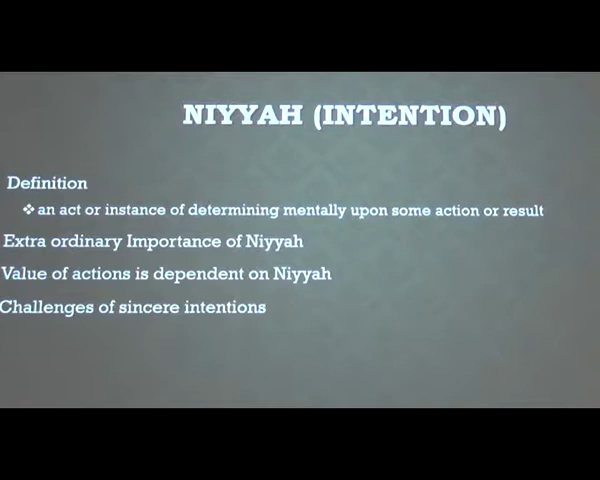 NIYYAH (INTENTION)
Definition
❖ an act or instance of determining mentally upon some action or result
Extra ordinary Importance of Niyyah
Value of actions is dependent on Niyyah
Challenges of sincere intentions